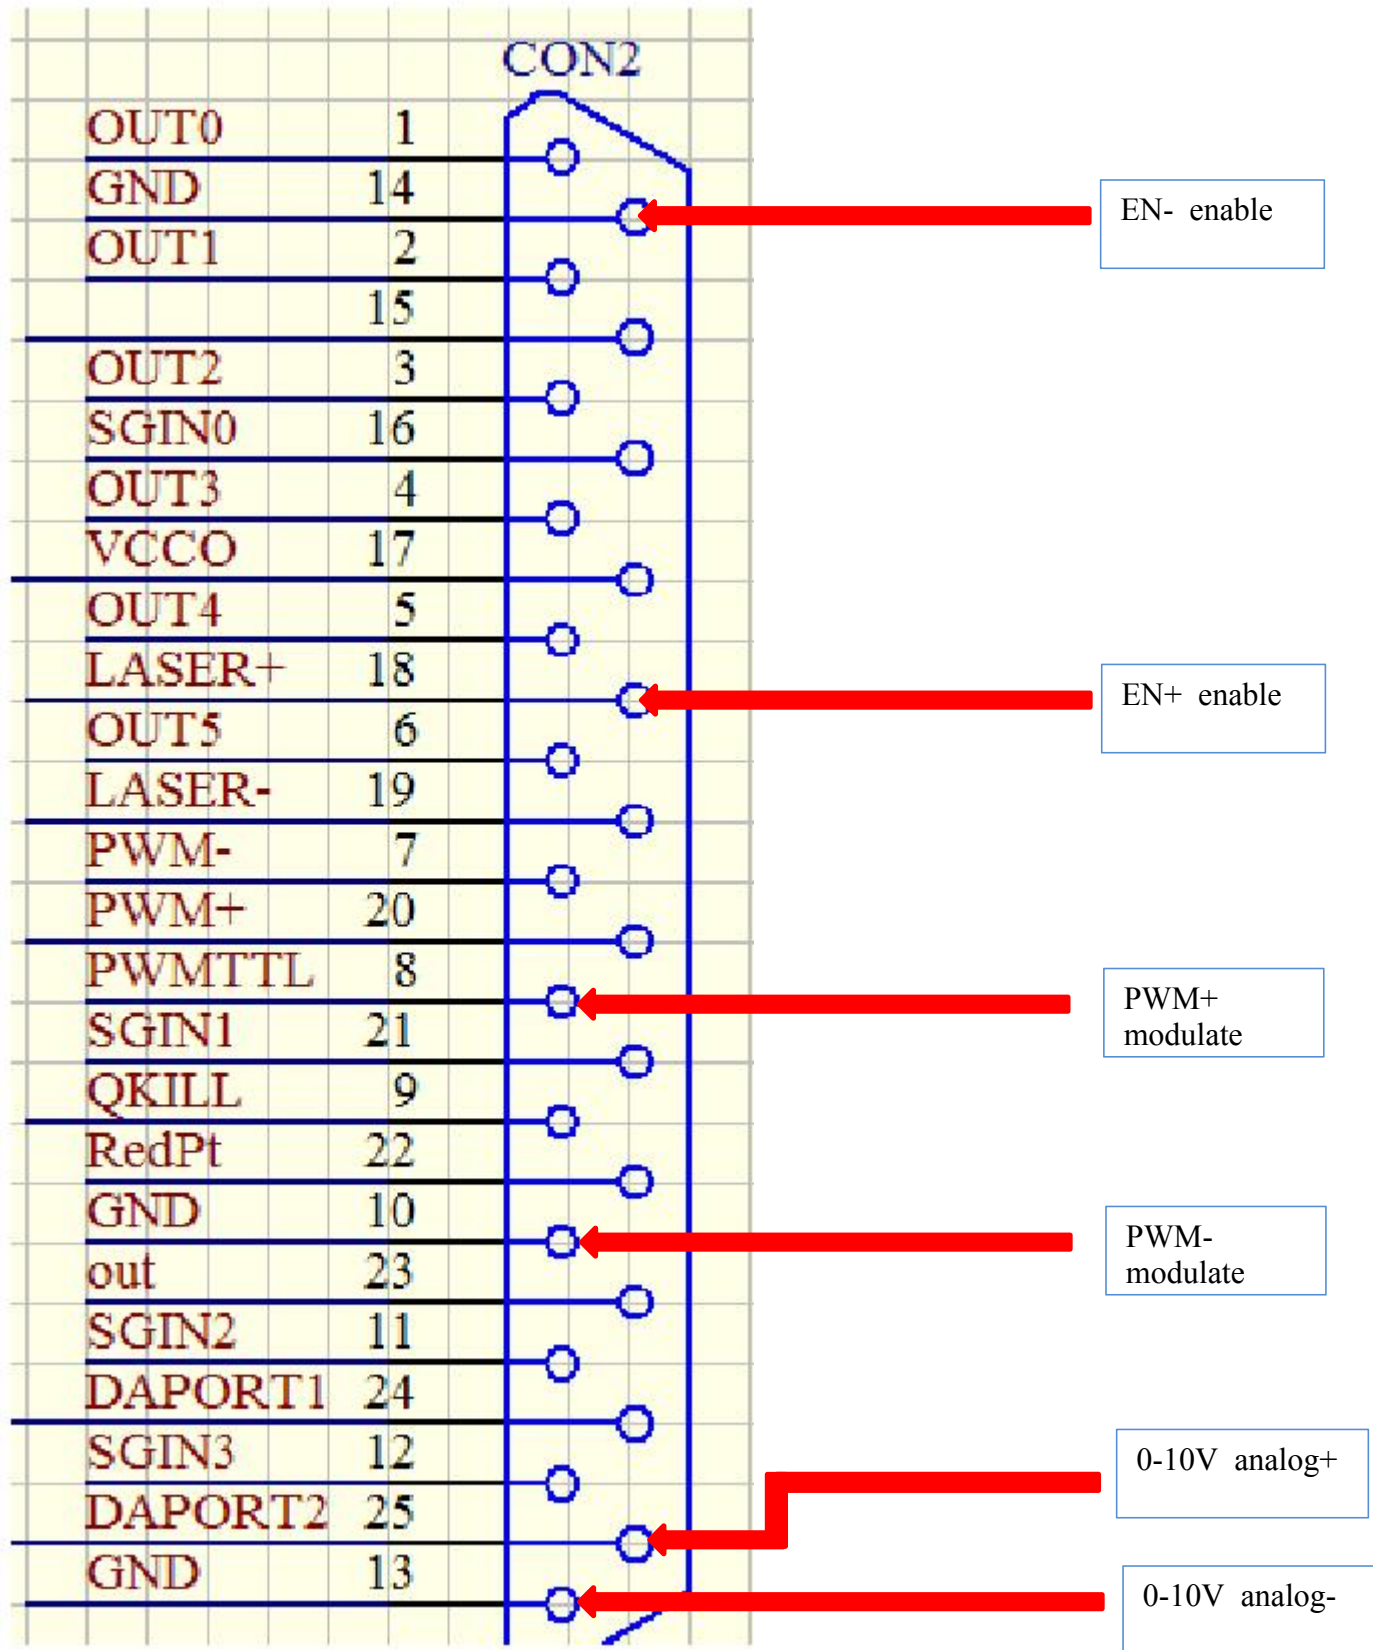 CON2
OUT0 1
GND 14
EN- enable
OUT1 2
15
OUT2 3
SGIN0 16
OUT3 4
VCCO 17
OUT4 5
LASER+ 18
EN+ enable
OUT5 6
LASER- 19
PWM- 7
PWM+ 20
PWMTTL 8
PWM+
modulate
SGIN1 21
QKILL 9
RedPt 22
GND 10
PWM-
modulate
out 23
SGIN2 11
DAPORT1 24
SGIN3 12
0-10V analog+
DAPORT2 25
GND 13
0-10V analog-